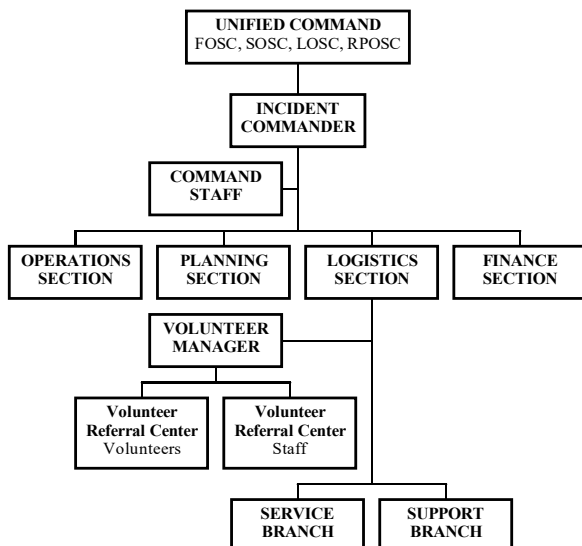 UNIFIED COMMAND
FOSC, SOSC, LOSC, RPOSC
INCIDENT
COMMANDER
COMMAND
STAFF
OPERATIONS
SECTION
PLANNING
SECTION
LOGISTICS
SECTION
FINANCE
SECTION
VOLUNTEER
MANAGER
Volunteer
Referral Center
Volunteers
Volunteer
Referral Center
Staff
SERVICE
BRANCH
SUPPORT
BRANCH